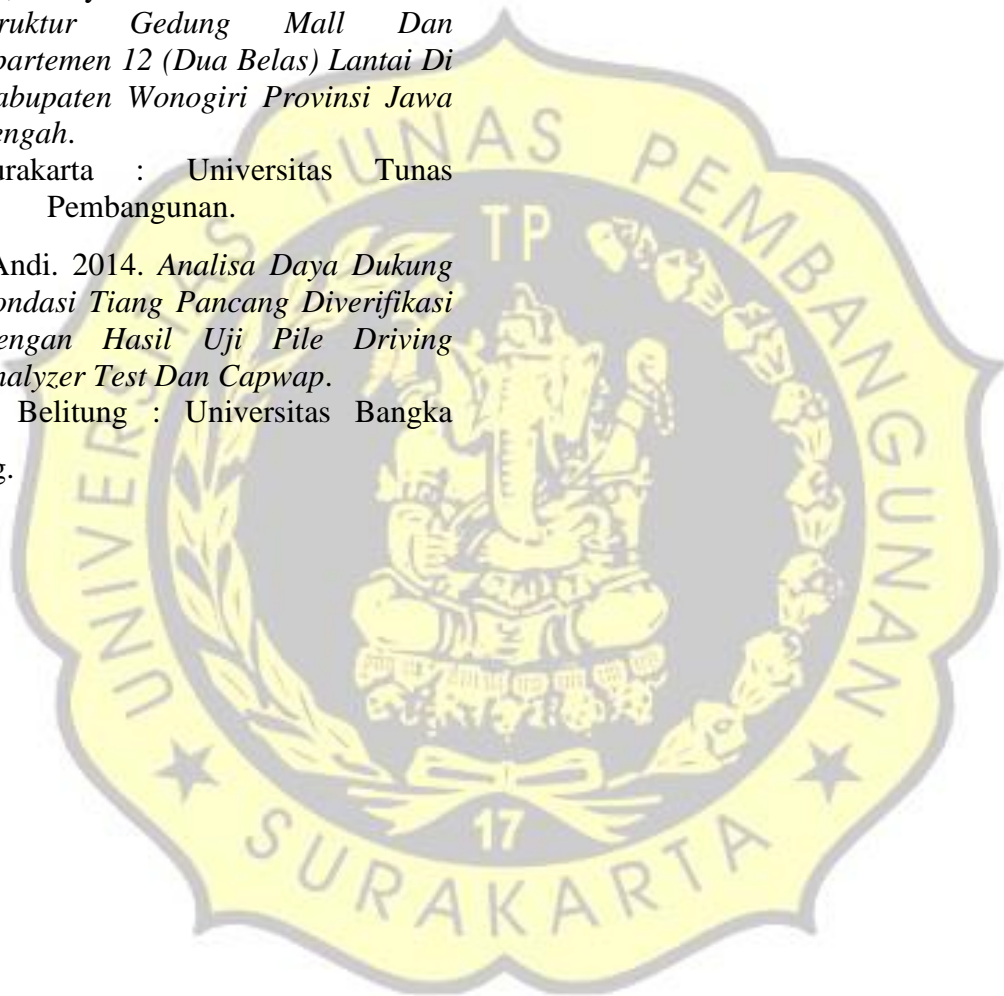 ruktur Gedung Mall Dan
partemen 12 (Dua Belas) Lantai Di
abupaten Wonogiri Provinsi Jawa
engah.
urakarta : Universitas Tunas
Pembangunan.
Andi. 2014. Analisa Daya Dukung
ondasi Tiang Pancang Diverifikasi
engan Hasil Uji Pile Driving
nalyzer Test Dan Capwap.
Belitung : Universitas Bangka
g.
UNIVERSITAS TUNAS PEMBANGUNAN
TP
17
SURAKARTA